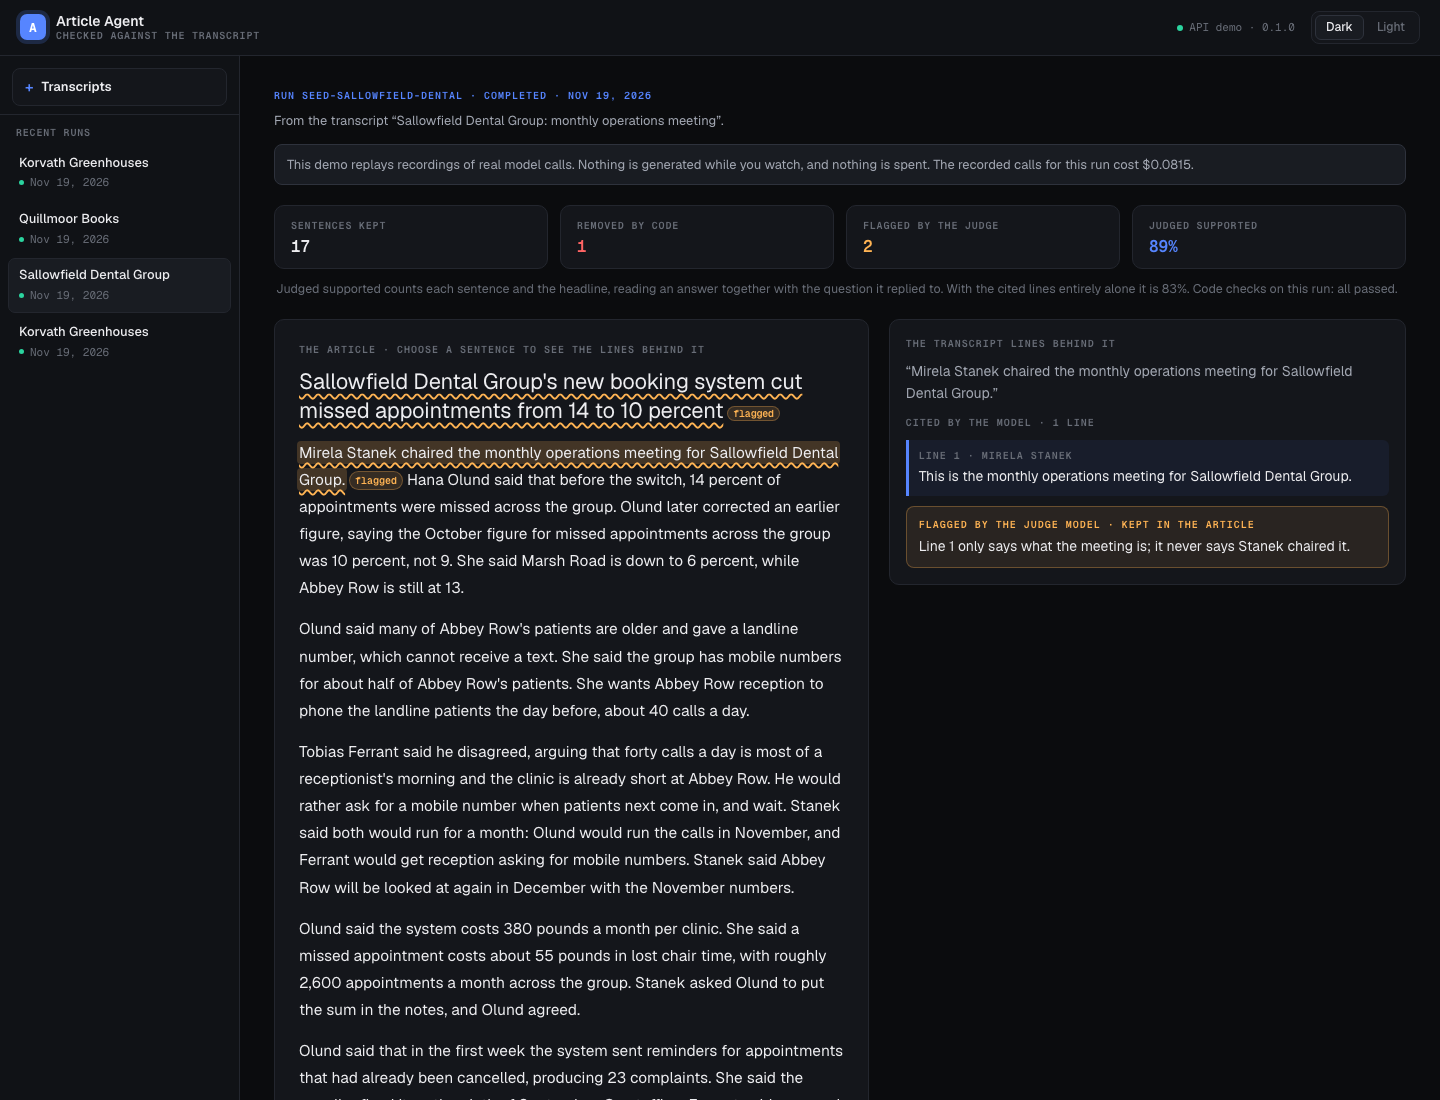 A
Article Agent
CHECKED AGAINST THE TRANSCRIPT
API demo · 0.1.0
Dark
Light
+ Transcripts
RECENT RUNS
Korvath Greenhouses
Nov 19, 2026
Quillmoor Books
Nov 19, 2026
Sallowfield Dental Group
Nov 19, 2026
Korvath Greenhouses
Nov 19, 2026
RUN SEED-SALLOWFIELD-DENTAL · COMPLETED · NOV 19, 2026
From the transcript “Sallowfield Dental Group: monthly operations meeting”.
This demo replays recordings of real model calls. Nothing is generated while you watch, and nothing is spent. The recorded calls for this run cost $0.0815.
SENTENCES KEPT
17
REMOVED BY CODE
1
FLAGGED BY THE JUDGE
2
JUDGED SUPPORTED
89%
Judged supported counts each sentence and the headline, reading an answer together with the question it replied to. With the cited lines entirely alone it is 83%. Code checks on this run: all passed.
THE ARTICLE · CHOOSE A SENTENCE TO SEE THE LINES BEHIND IT
Sallowfield Dental Group's new booking system cut
missed appointments from 14 to 10 percent flagged
Mirela Stanek chaired the monthly operations meeting for Sallowfield Dental
Group. flagged Hana Olund said that before the switch, 14 percent of
appointments were missed across the group. Olund later corrected an earlier
figure, saying the October figure for missed appointments across the group
was 10 percent, not 9. She said Marsh Road is down to 6 percent, while
Abbey Row is still at 13.
Olund said many of Abbey Row's patients are older and gave a landline
number, which cannot receive a text. She said the group has mobile numbers
for about half of Abbey Row's patients. She wants Abbey Row reception to
phone the landline patients the day before, about 40 calls a day.
Tobias Ferrant said he disagreed, arguing that forty calls a day is most of a
receptionist's morning and the clinic is already short at Abbey Row. He would
rather ask for a mobile number when patients next come in, and wait. Stanek
said both would run for a month: Olund would run the calls in November, and
Ferrant would get reception asking for mobile numbers. Stanek said Abbey
Row will be looked at again in December with the November numbers.
Olund said the system costs 380 pounds a month per clinic. She said a
missed appointment costs about 55 pounds in lost chair time, with roughly
2,600 appointments a month across the group. Stanek asked Olund to put
the sum in the notes, and Olund agreed.
Olund said that in the first week the system sent reminders for appointments
that had already been cancelled, producing 23 complaints. She said the
THE TRANSCRIPT LINES BEHIND IT
“Mirela Stanek chaired the monthly operations meeting for Sallowfield
Dental Group.”
CITED BY THE MODEL · 1 LINE
LINE 1 · MIRELA STANEK
This is the monthly operations meeting for Sallowfield Dental Group.
FLAGGED BY THE JUDGE MODEL · KEPT IN THE ARTICLE
Line 1 only says what the meeting is; it never says Stanek chaired it.